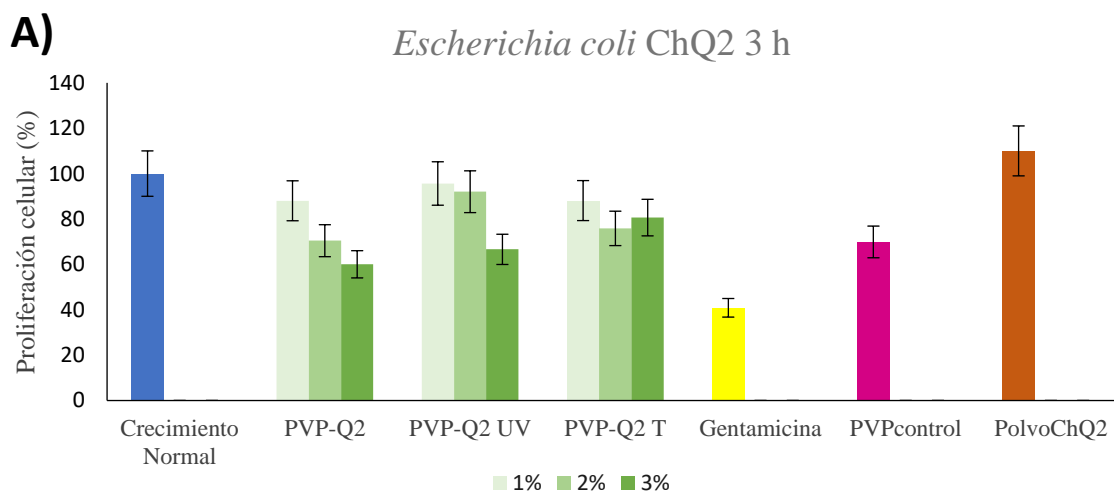 A)
Escherichia coli ChQ2 3 h
Proliferación celular (%)
140
120
100
80
60
40
20
0
Crecimiento
Normal
PVP-Q2
PVP-Q2 UV
PVP-Q2 T
Gentamicina
PVPcontrol
PolvoChQ2
1%
2%
3%